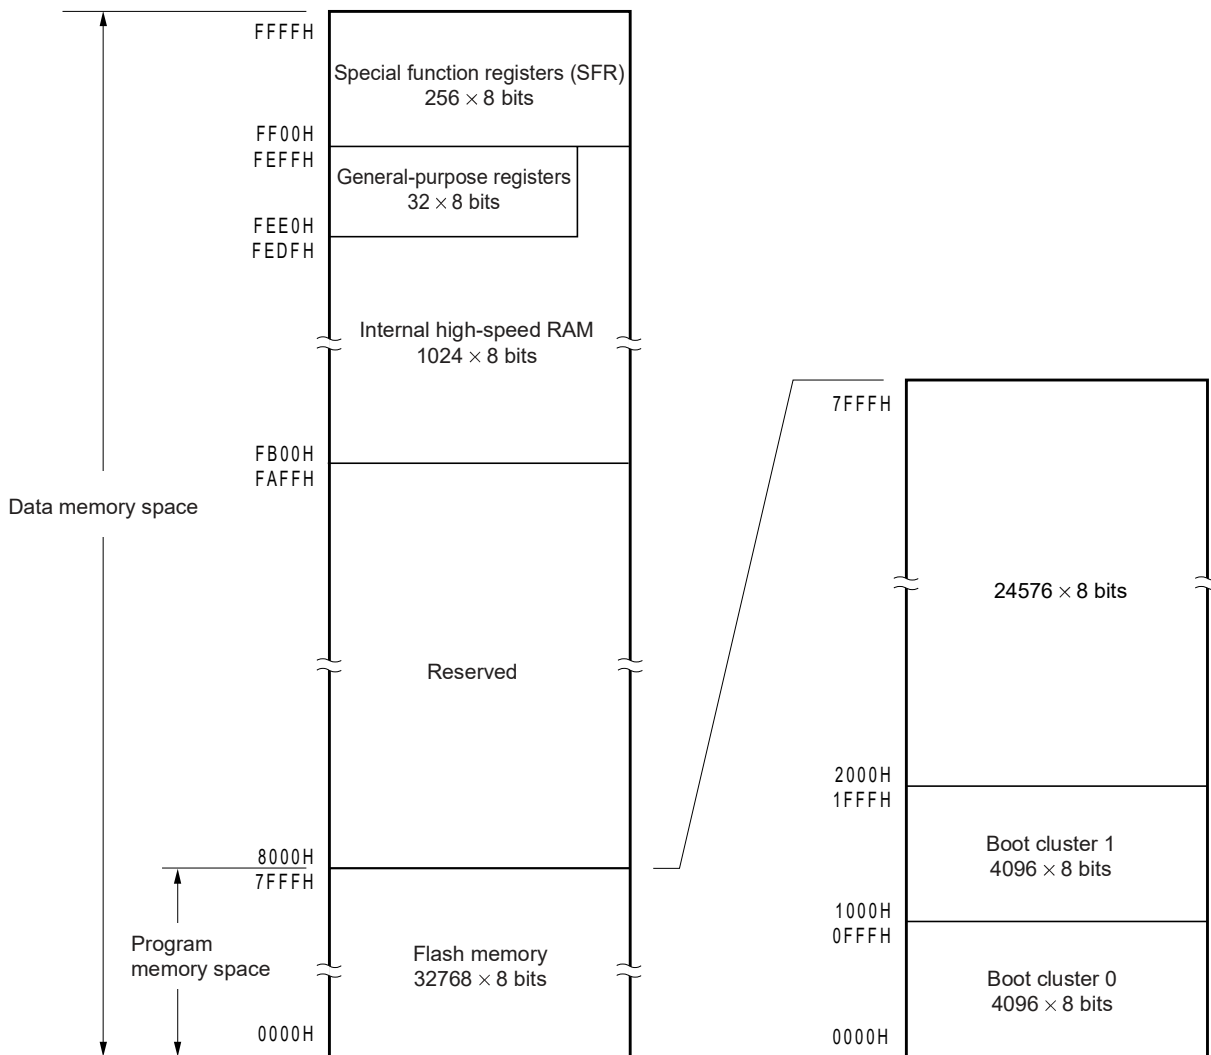 FFFFH
Special function registers (SFR)
256 × 8 bits
FF00H
FEFFH
General-purpose registers
32 × 8 bits
FEE0H
FEDFH
Internal high-speed RAM
1024 × 8 bits
FB00H
FAFFH
Data memory space
Reserved
8000H
7FFFH
Program
memory space
Flash memory
32768 × 8 bits
0000H
7FFFH
24576 × 8 bits
2000H
1FFFH
Boot cluster 1
4096 × 8 bits
1000H
0FFFH
Boot cluster 0
4096 × 8 bits
0000H